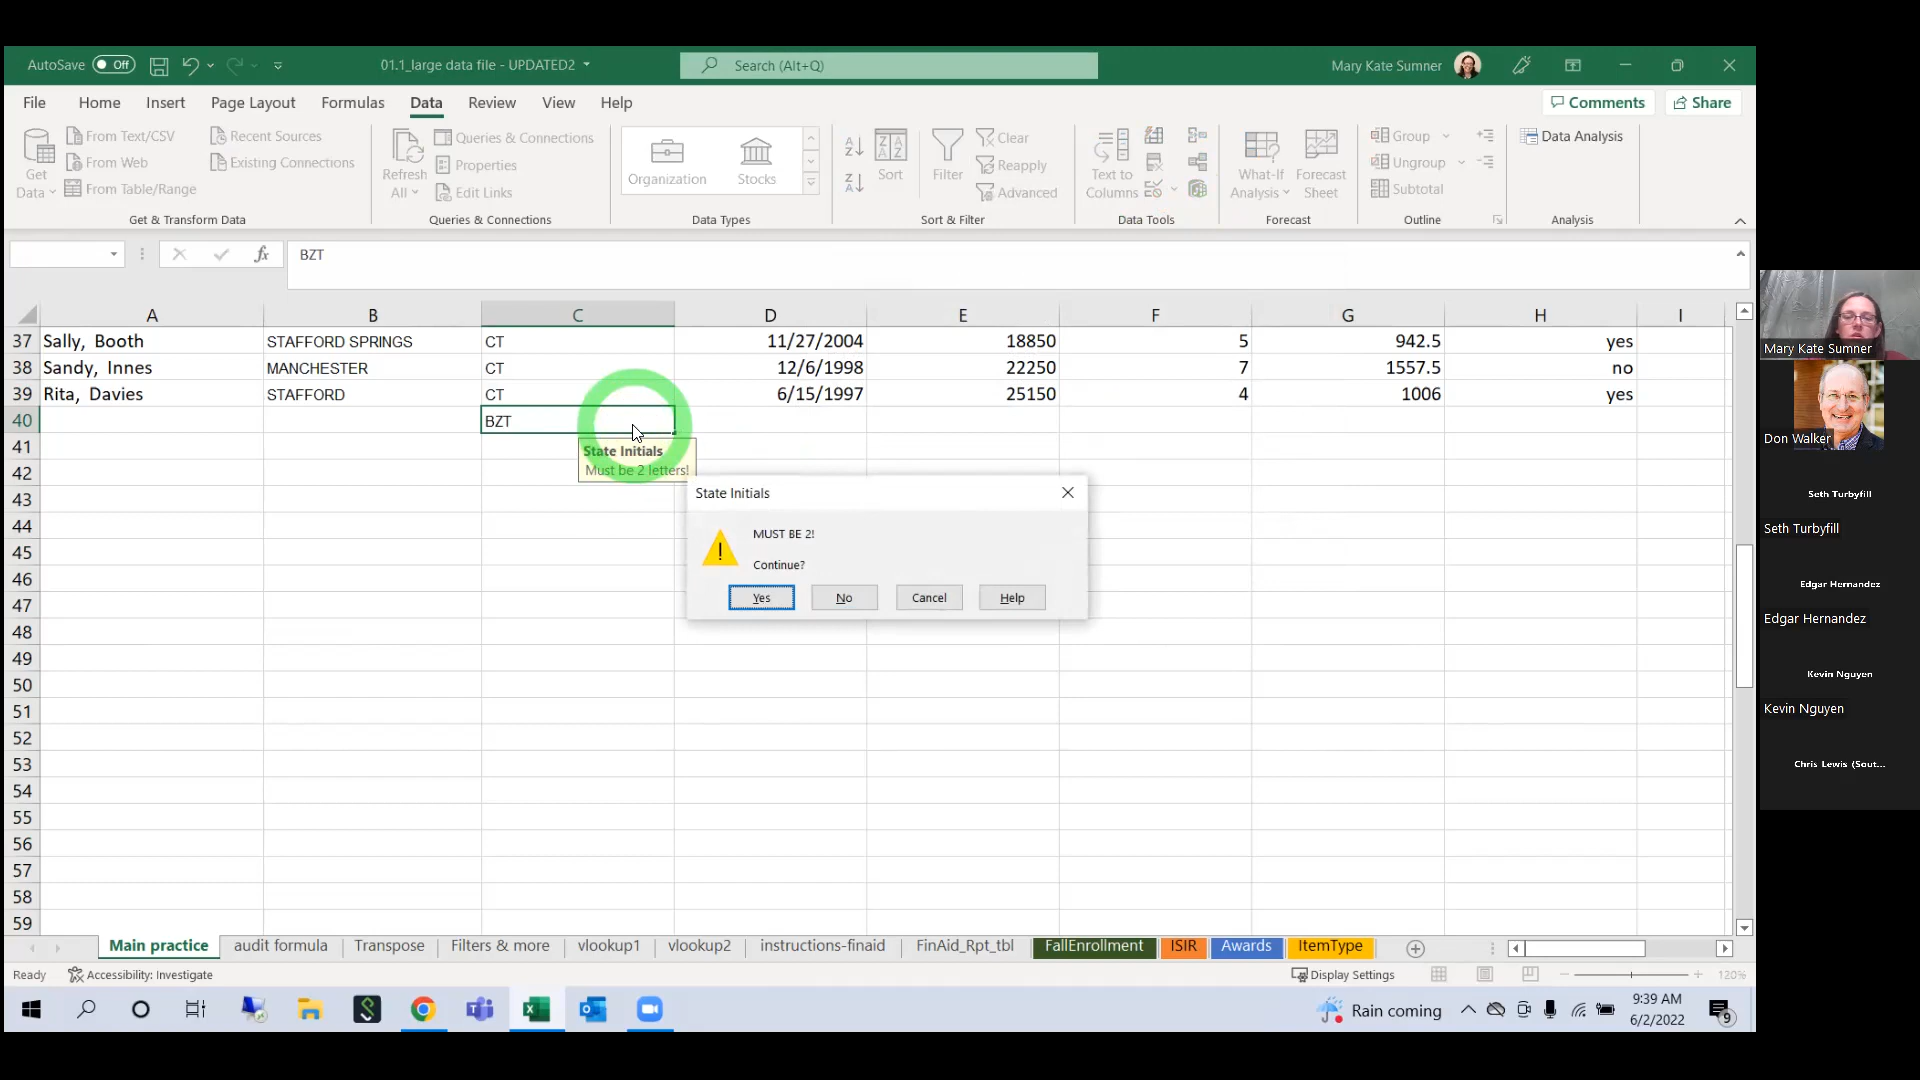 AutoSave Off
01.1_large data file - UPDATED2
Search (Alt+Q)
Mary Kate Sumner
File Home Insert Page Layout Formulas Data Review View Help
Comments Share
Get Data
From Text/CSV
From Web
From Table/Range
Recent Sources
Existing Connections
Get & Transform Data
Refresh All
Queries & Connections
Properties
Edit Links
Queries & Connections
Organization Stocks
Data Types
Sort
Filter
Clear
Reapply
Advanced
Sort & Filter
Text to Columns
Data Tools
What-If Analysis
Forecast Sheet
Forecast
Group
Ungroup
Subtotal
Outline
Data Analysis
Analysis
fx BZT
A B C D E F G H I
37 Sally, Booth STAFFORD SPRINGS CT 11/27/2004 18850 5 942.5 yes
38 Sandy, Innes MANCHESTER CT 12/6/1998 22250 7 1557.5 no
39 Rita, Davies STAFFORD CT 6/15/1997 25150 4 1006 yes
40 BZT
41
42
43
44
45
46
47
48
49
50
51
52
53
54
55
56
57
58
59
State Initials
Must be 2 letters!
State Initials
MUST BE 2!
Continue?
Yes No Cancel Help
Main practice audit formula Transpose Filters & more vlookup1 vlookup2 instructions-finaid FinAid_Rpt_tbl FallEnrollment ISIR Awards ItemType
Ready Accessibility: Investigate Display Settings 120%
Rain coming
9:39 AM
6/2/2022
9
Mary Kate Sumner
Don Walker
Seth Turbyfill
Seth Turbyfill
Edgar Hernandez
Edgar Hernandez
Kevin Nguyen
Kevin Nguyen
Chris Lewis (Sout...